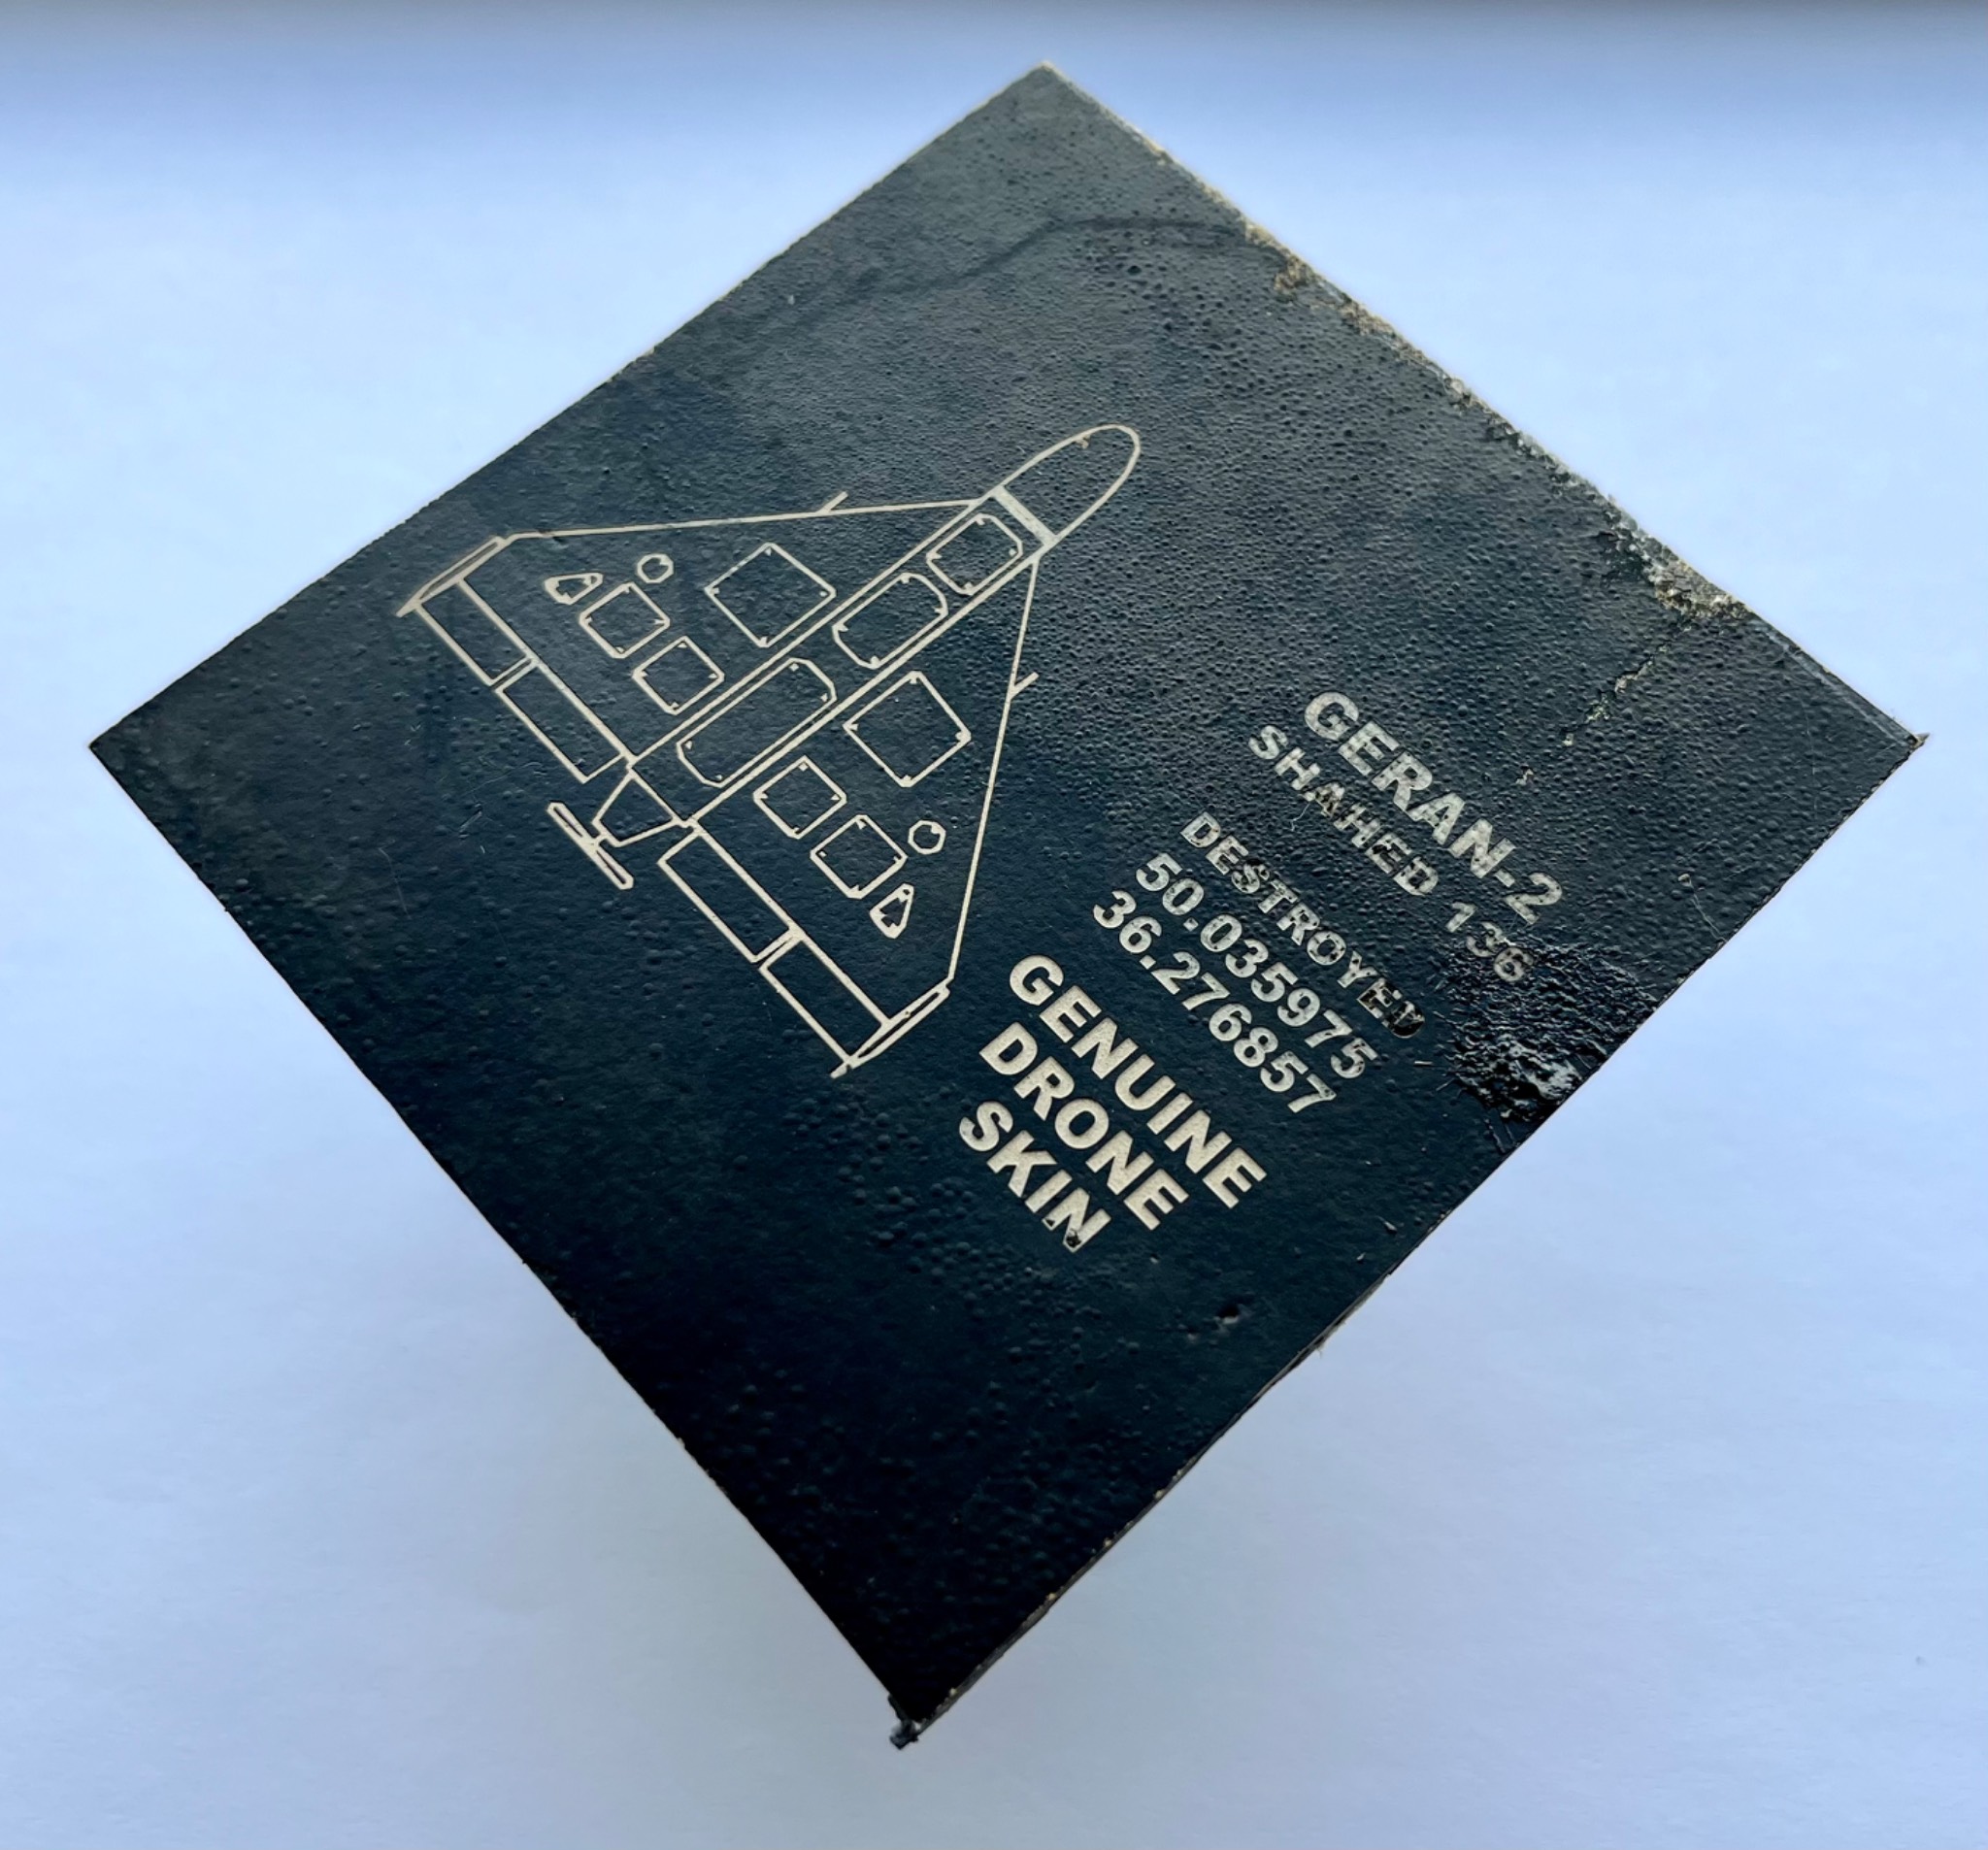 GERAN-2
SHAHED 136
DESTROYED
50.035975
36.276857
GENUINE
DRONE
SKIN